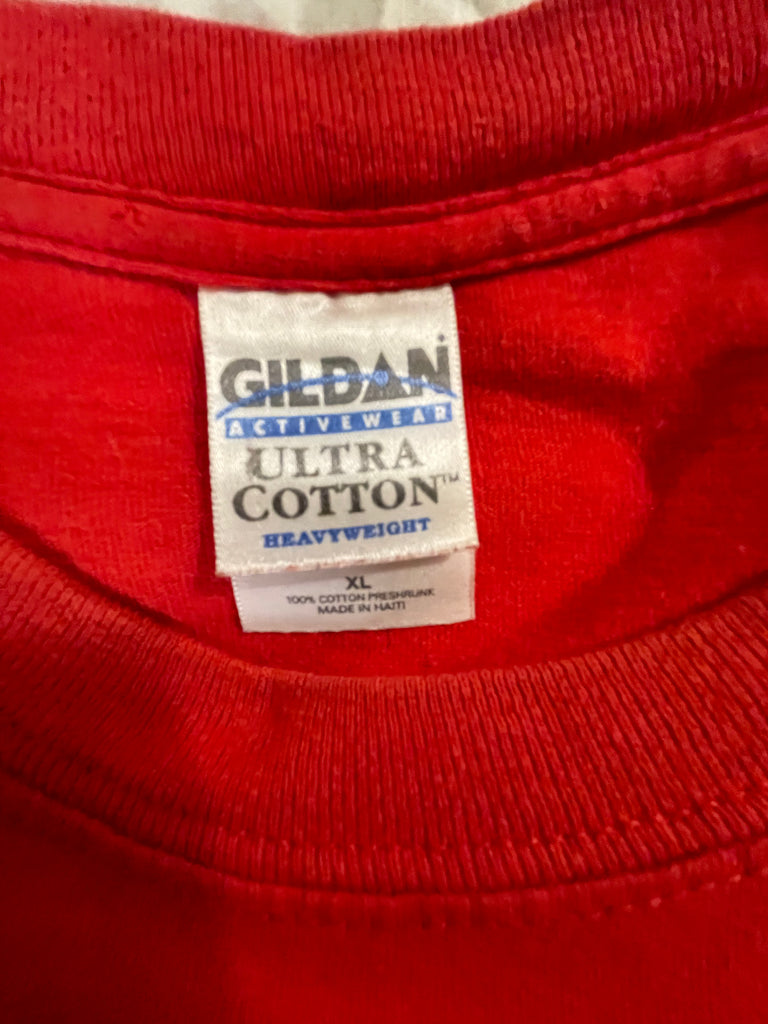 GILDAN
ACTIVEWEAR
ULTRA
COTTON™
HEAVYWEIGHT
XL
100% COTTON PRESHRUNK
MADE IN HAITI